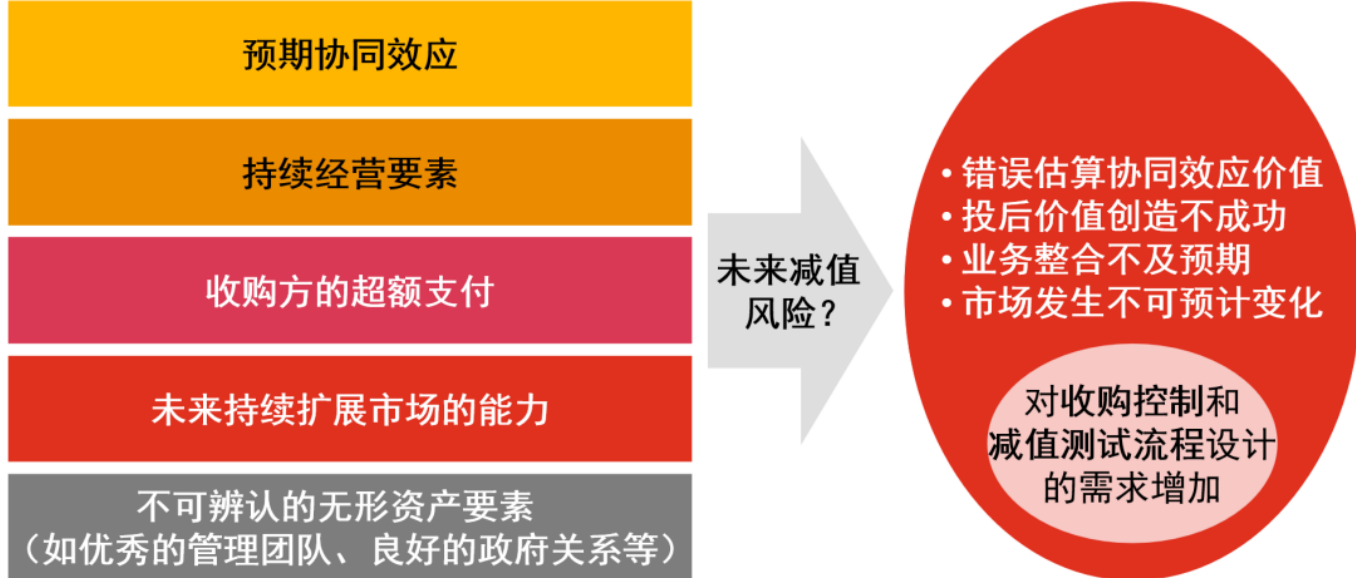 预期协同效应
持续经营要素
收购方的超额支付
未来持续扩展市场的能力
不可辨认的无形资产要素
（如优秀的管理团队、良好的政府关系等）
未来减值
风险？
• 错误估算协同效应价值
• 投后价值创造不成功
• 业务整合不及预期
• 市场发生不可预计变化
对收购控制和
减值测试流程设计
的需求增加